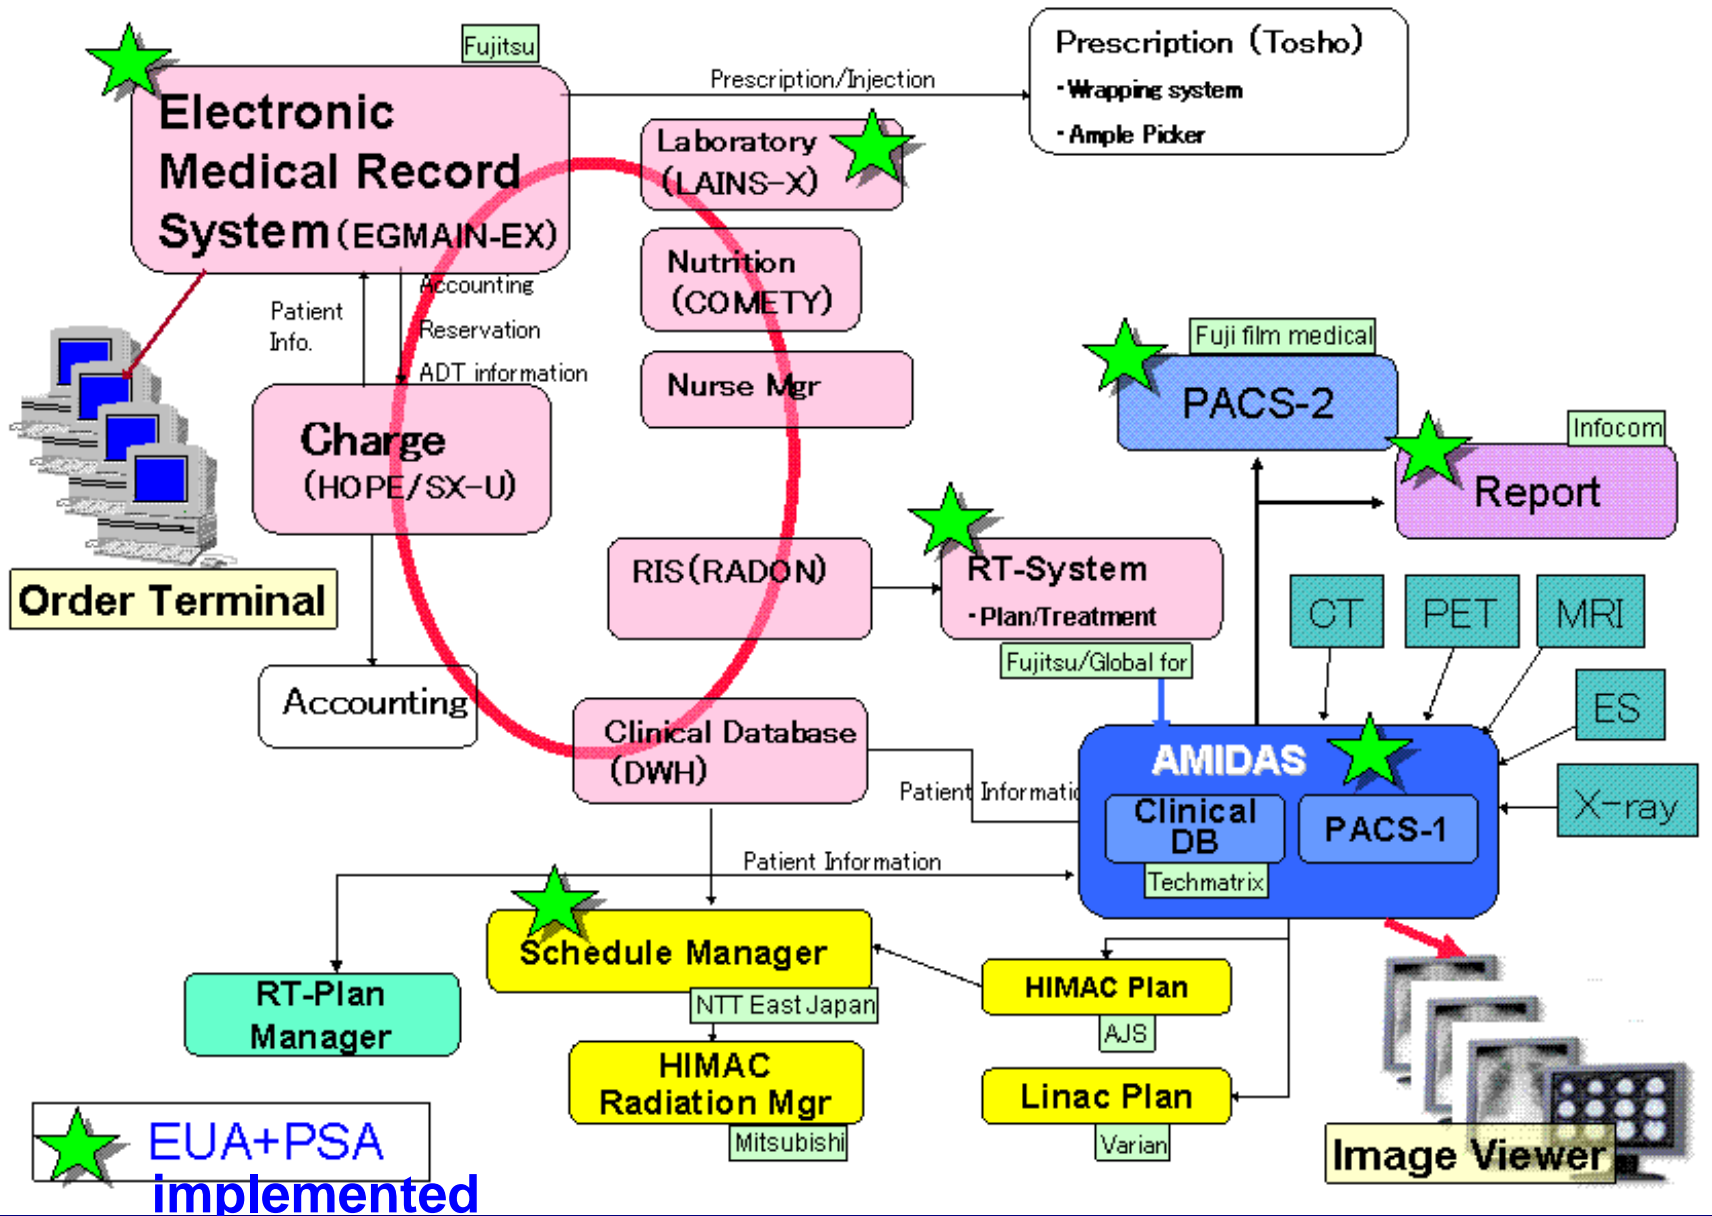 Fujitsu
Electronic
Medical Record
System (EGMAIN-EX)
Prescription/Injection
Prescription (Tosho)
・Wrapping system
・Ample Picker
Laboratory
(LAINS-X)
Nutrition
(COMETY)
Nurse Mgr
Patient
Info.
Accounting
Reservation
ADT information
Charge
(HOPE/SX-U)
Order Terminal
Accounting
RIS(RADON)
RT-System
・Plan/Treatment
Fujitsu/Global for
Fuji film medical
PACS-2
Infocom
Report
CT
PET
MRI
ES
X-ray
Clinical Database
(DWH)
Patient Informatic
AMIDAS
Clinical
DB
PACS-1
Techmatrix
Patient Information
Schedule Manager
NTT East Japan
RT-Plan
Manager
HIMAC
Radiation Mgr
Mitsubishi
HIMAC Plan
AJS
Linac Plan
Varian
Image Viewer
EUA+PSA
implemented